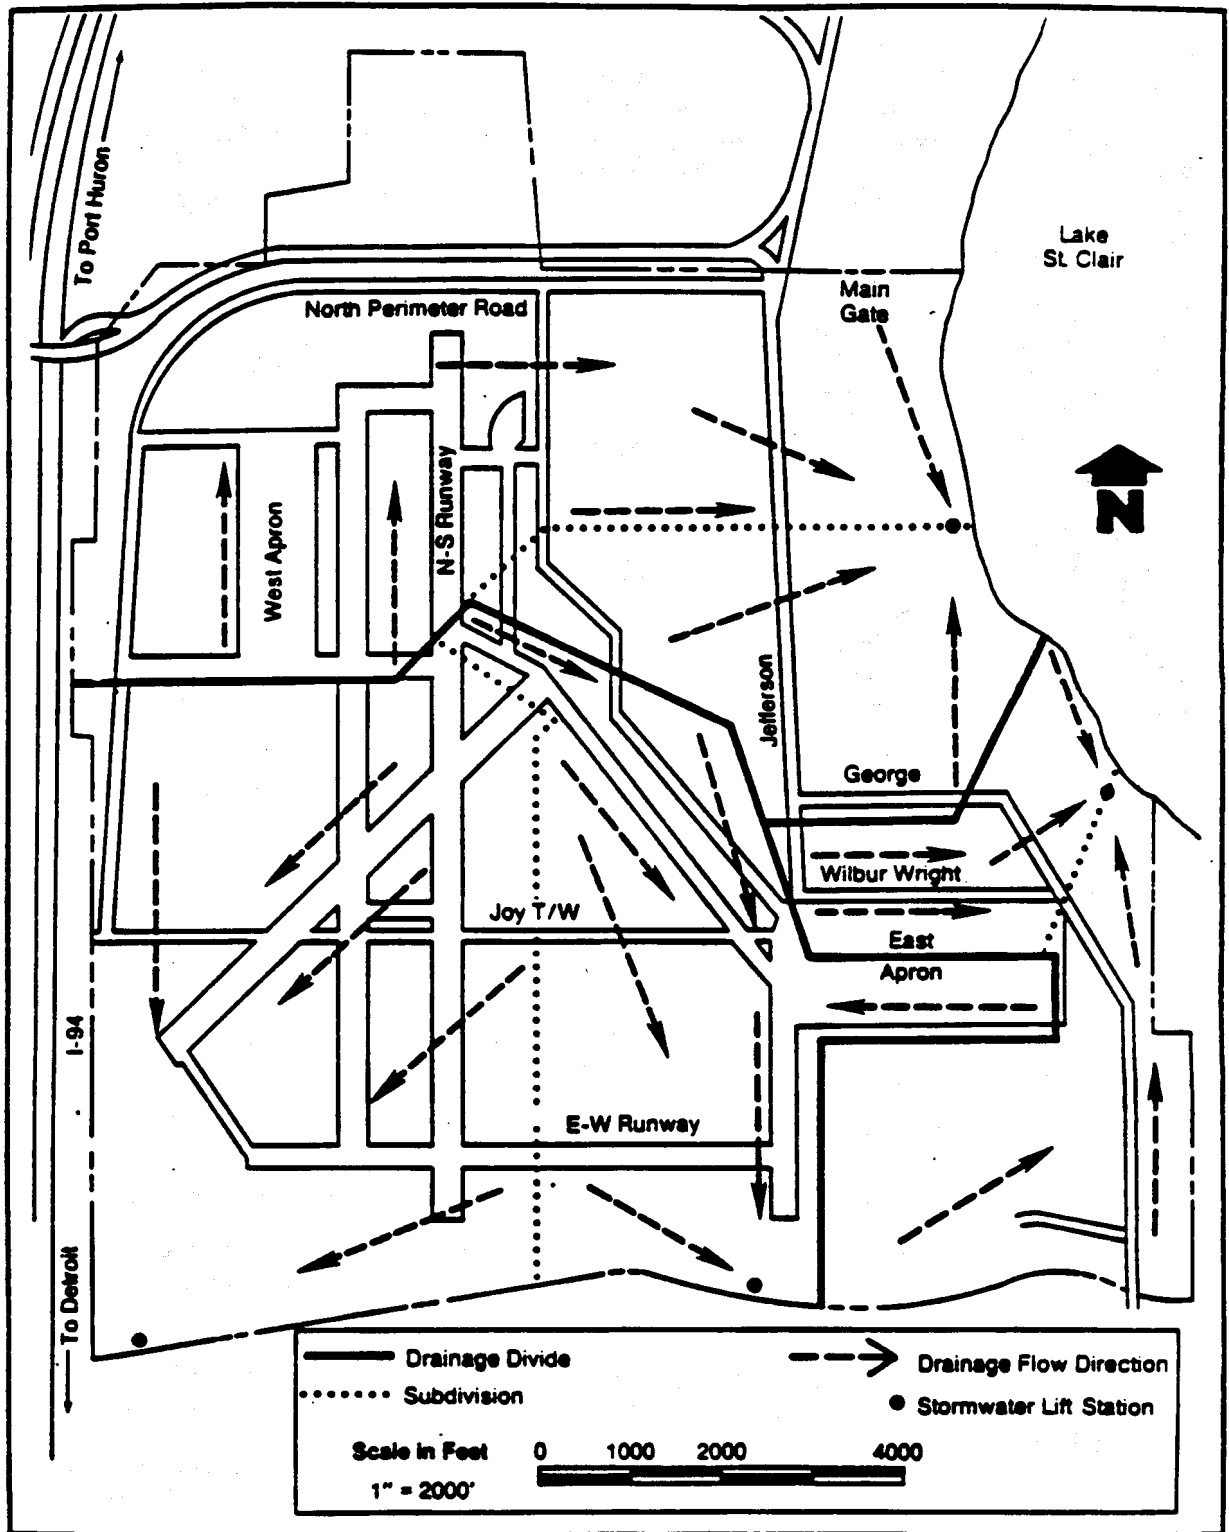 To Port Huron
Lake
St. Clair
Main
Gate
North Perimeter Road
N
N-S Runway
West Apron
Jefferson
George
Wilbur Wright
Joy T/W
East
Apron
I-94
E-W Runway
To Detroit
Drainage Divide
Drainage Flow Direction
Subdivision
Stormwater Lift Station
Scale in Feet
0 1000 2000 4000
1" = 2000'